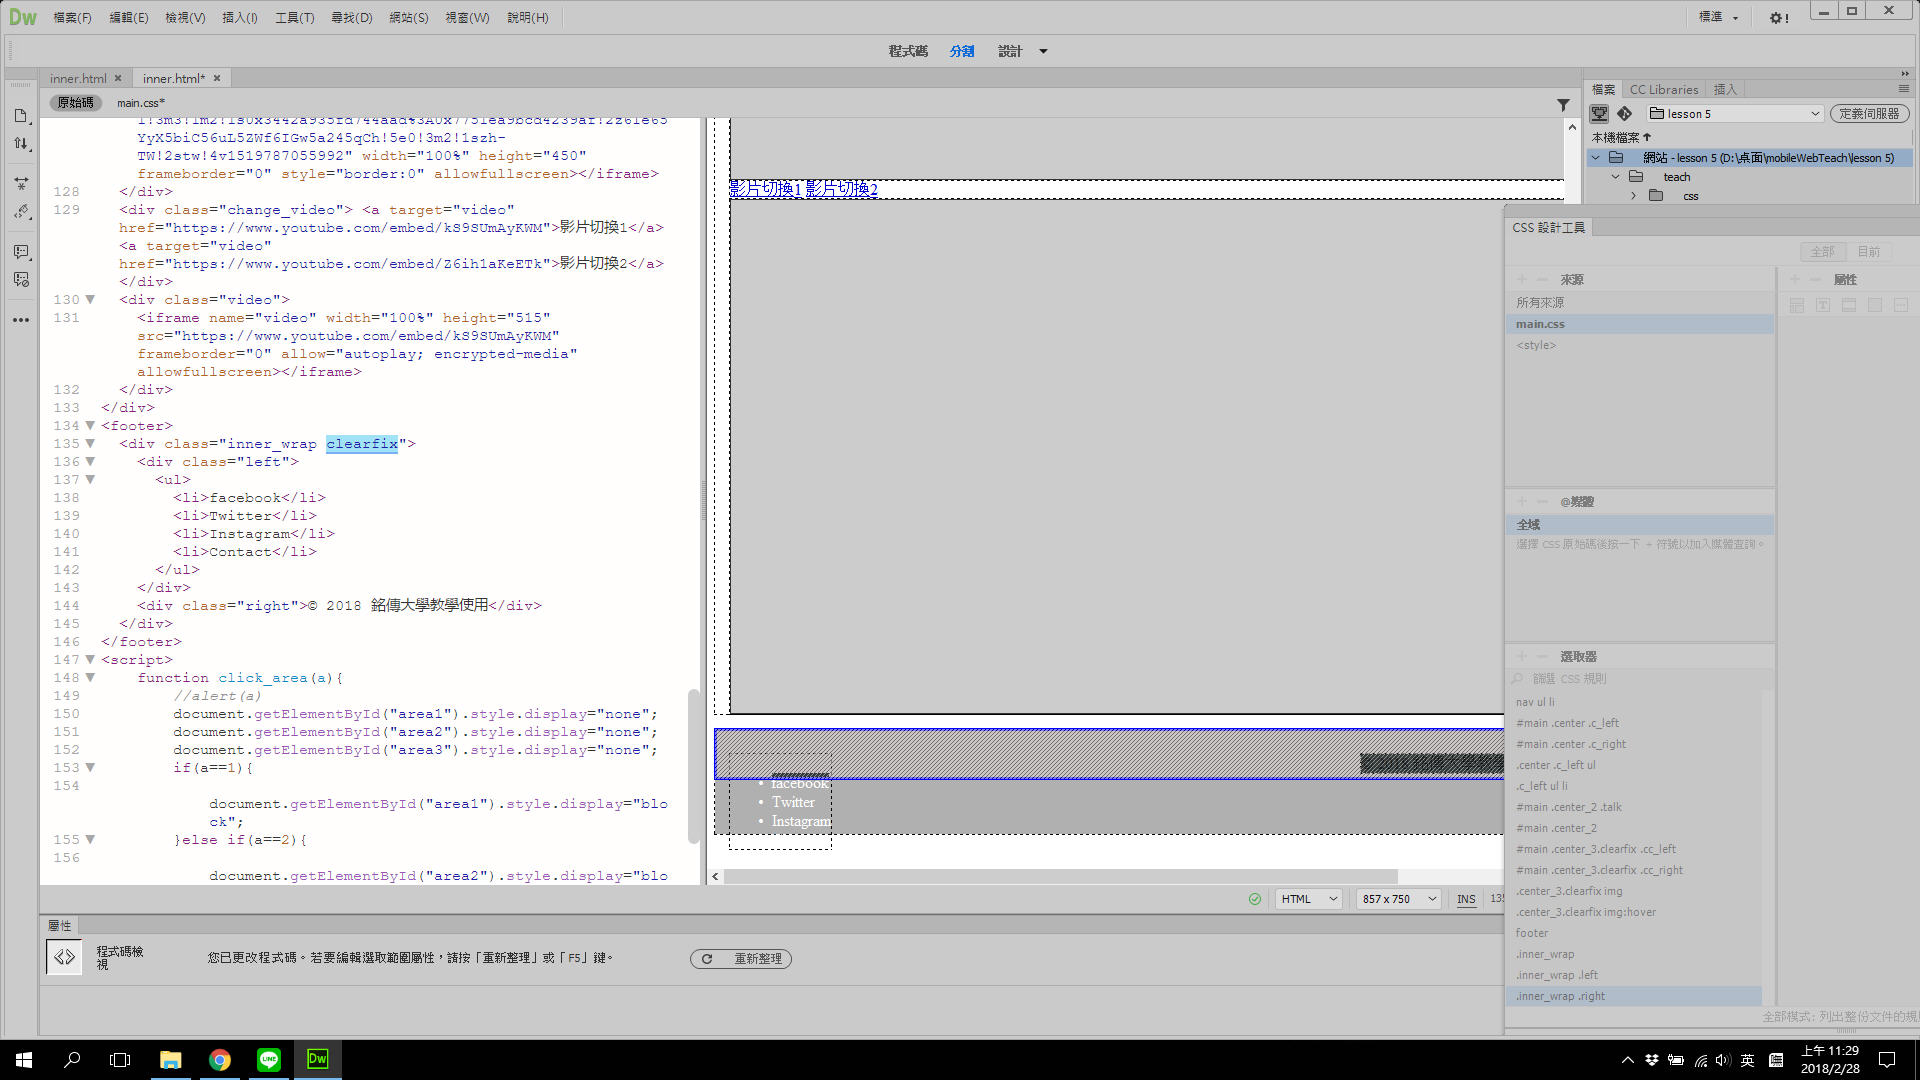 Dw 檔案(F) 編輯(E) 檢視(V) 插入(I) 工具(T) 尋找(D) 網站(S) 視窗(W) 說明(H) 標準
程式碼 分割 設計
inner.html × inner.html* ×
原始碼 main.css*
YyX5biC56uL5ZWf6IGw5a245qCh!5e0!3m2!1szh-
TW!2stw!4v1519787055992" width="100%" height="450"
frameborder="0" style="border:0" allowfullscreen></iframe>
128 </div>
129 <div class="change_video"> <a target="video"
href="https://www.youtube.com/embed/kS9SUmAyKWM">影片切換1</a>
<a target="video"
href="https://www.youtube.com/embed/Z6ih1aKeETk">影片切換2</a>
</div>
130 <div class="video">
131 <iframe name="video" width="100%" height="515"
src="https://www.youtube.com/embed/kS9SUmAyKWM"
frameborder="0" allow="autoplay; encrypted-media"
allowfullscreen></iframe>
132 </div>
133 </div>
134 <footer>
135 <div class="inner_wrap clearfix">
136 <div class="left">
137 <ul>
138 <li>facebook</li>
139 <li>Twitter</li>
140 <li>Instagram</li>
141 <li>Contact</li>
142 </ul>
143 </div>
144 <div class="right">© 2018 銘傳大學教學使用</div>
145 </div>
146 </footer>
147 <script>
148 function click_area(a){
149 //alert(a)
150 document.getElementById("area1").style.display="none";
151 document.getElementById("area2").style.display="none";
152 document.getElementById("area3").style.display="none";
153 if(a==1){
154
document.getElementById("area1").style.display="blo
ck";
155 }else if(a==2){
156
document.getElementById("area2").style.display="blo
影片切換1 影片切換2
© 2018 銘傳大學教學
• facebook
• Twitter
• Instagram
HTML 857 x 750 INS 135
屬性
程式碼檢
視
您已更改程式碼。若要編輯選取範圍屬性，請按「重新整理」或「F5」鍵。
重新整理
檔案 CC Libraries 插入
lesson 5 定義伺服器
本機檔案
網站 - lesson 5 (D:\桌面\mobileWebTeach\lesson 5)
teach
css
CSS 設計工具
全部 目前
+ − 來源
所有來源
main.css
<style>
+ − @媒體
全域
選擇 CSS 原始碼後按一下 + 符號以加入媒體查詢。
+ − 選取器
篩選 CSS 規則
nav ul li
#main .center .c_left
#main .center .c_right
.center .c_left ul
.c_left ul li
#main .center_2 .talk
#main .center_2
#main .center_3.clearfix .cc_left
#main .center_3.clearfix .cc_right
.center_3.clearfix img
.center_3.clearfix img:hover
footer
.inner_wrap
.inner_wrap .left
.inner_wrap .right
+ − 屬性
全部模式: 列出整份文件的規
LINE
Dw
英
上午 11:29
2018/2/28